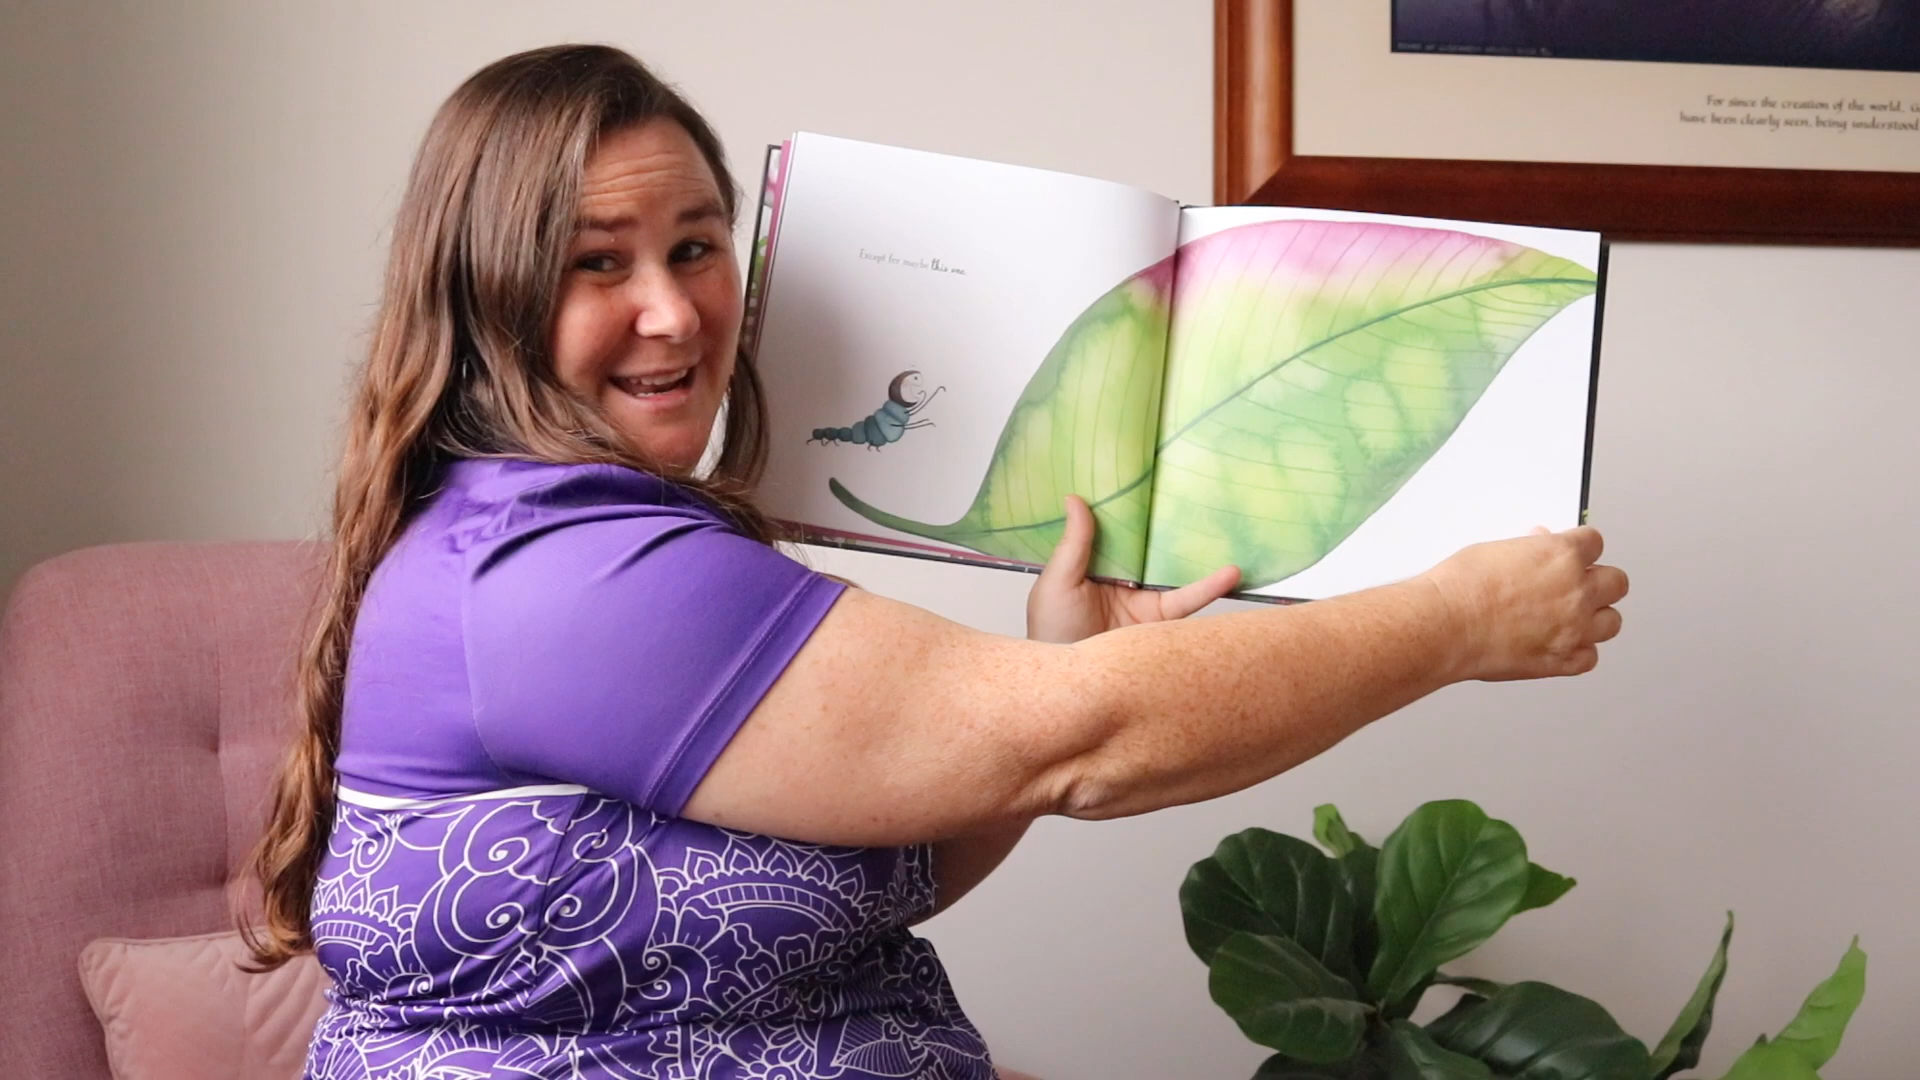 Except for maybe this one.
For since the creation of the world, G
have been clearly seen, being understood